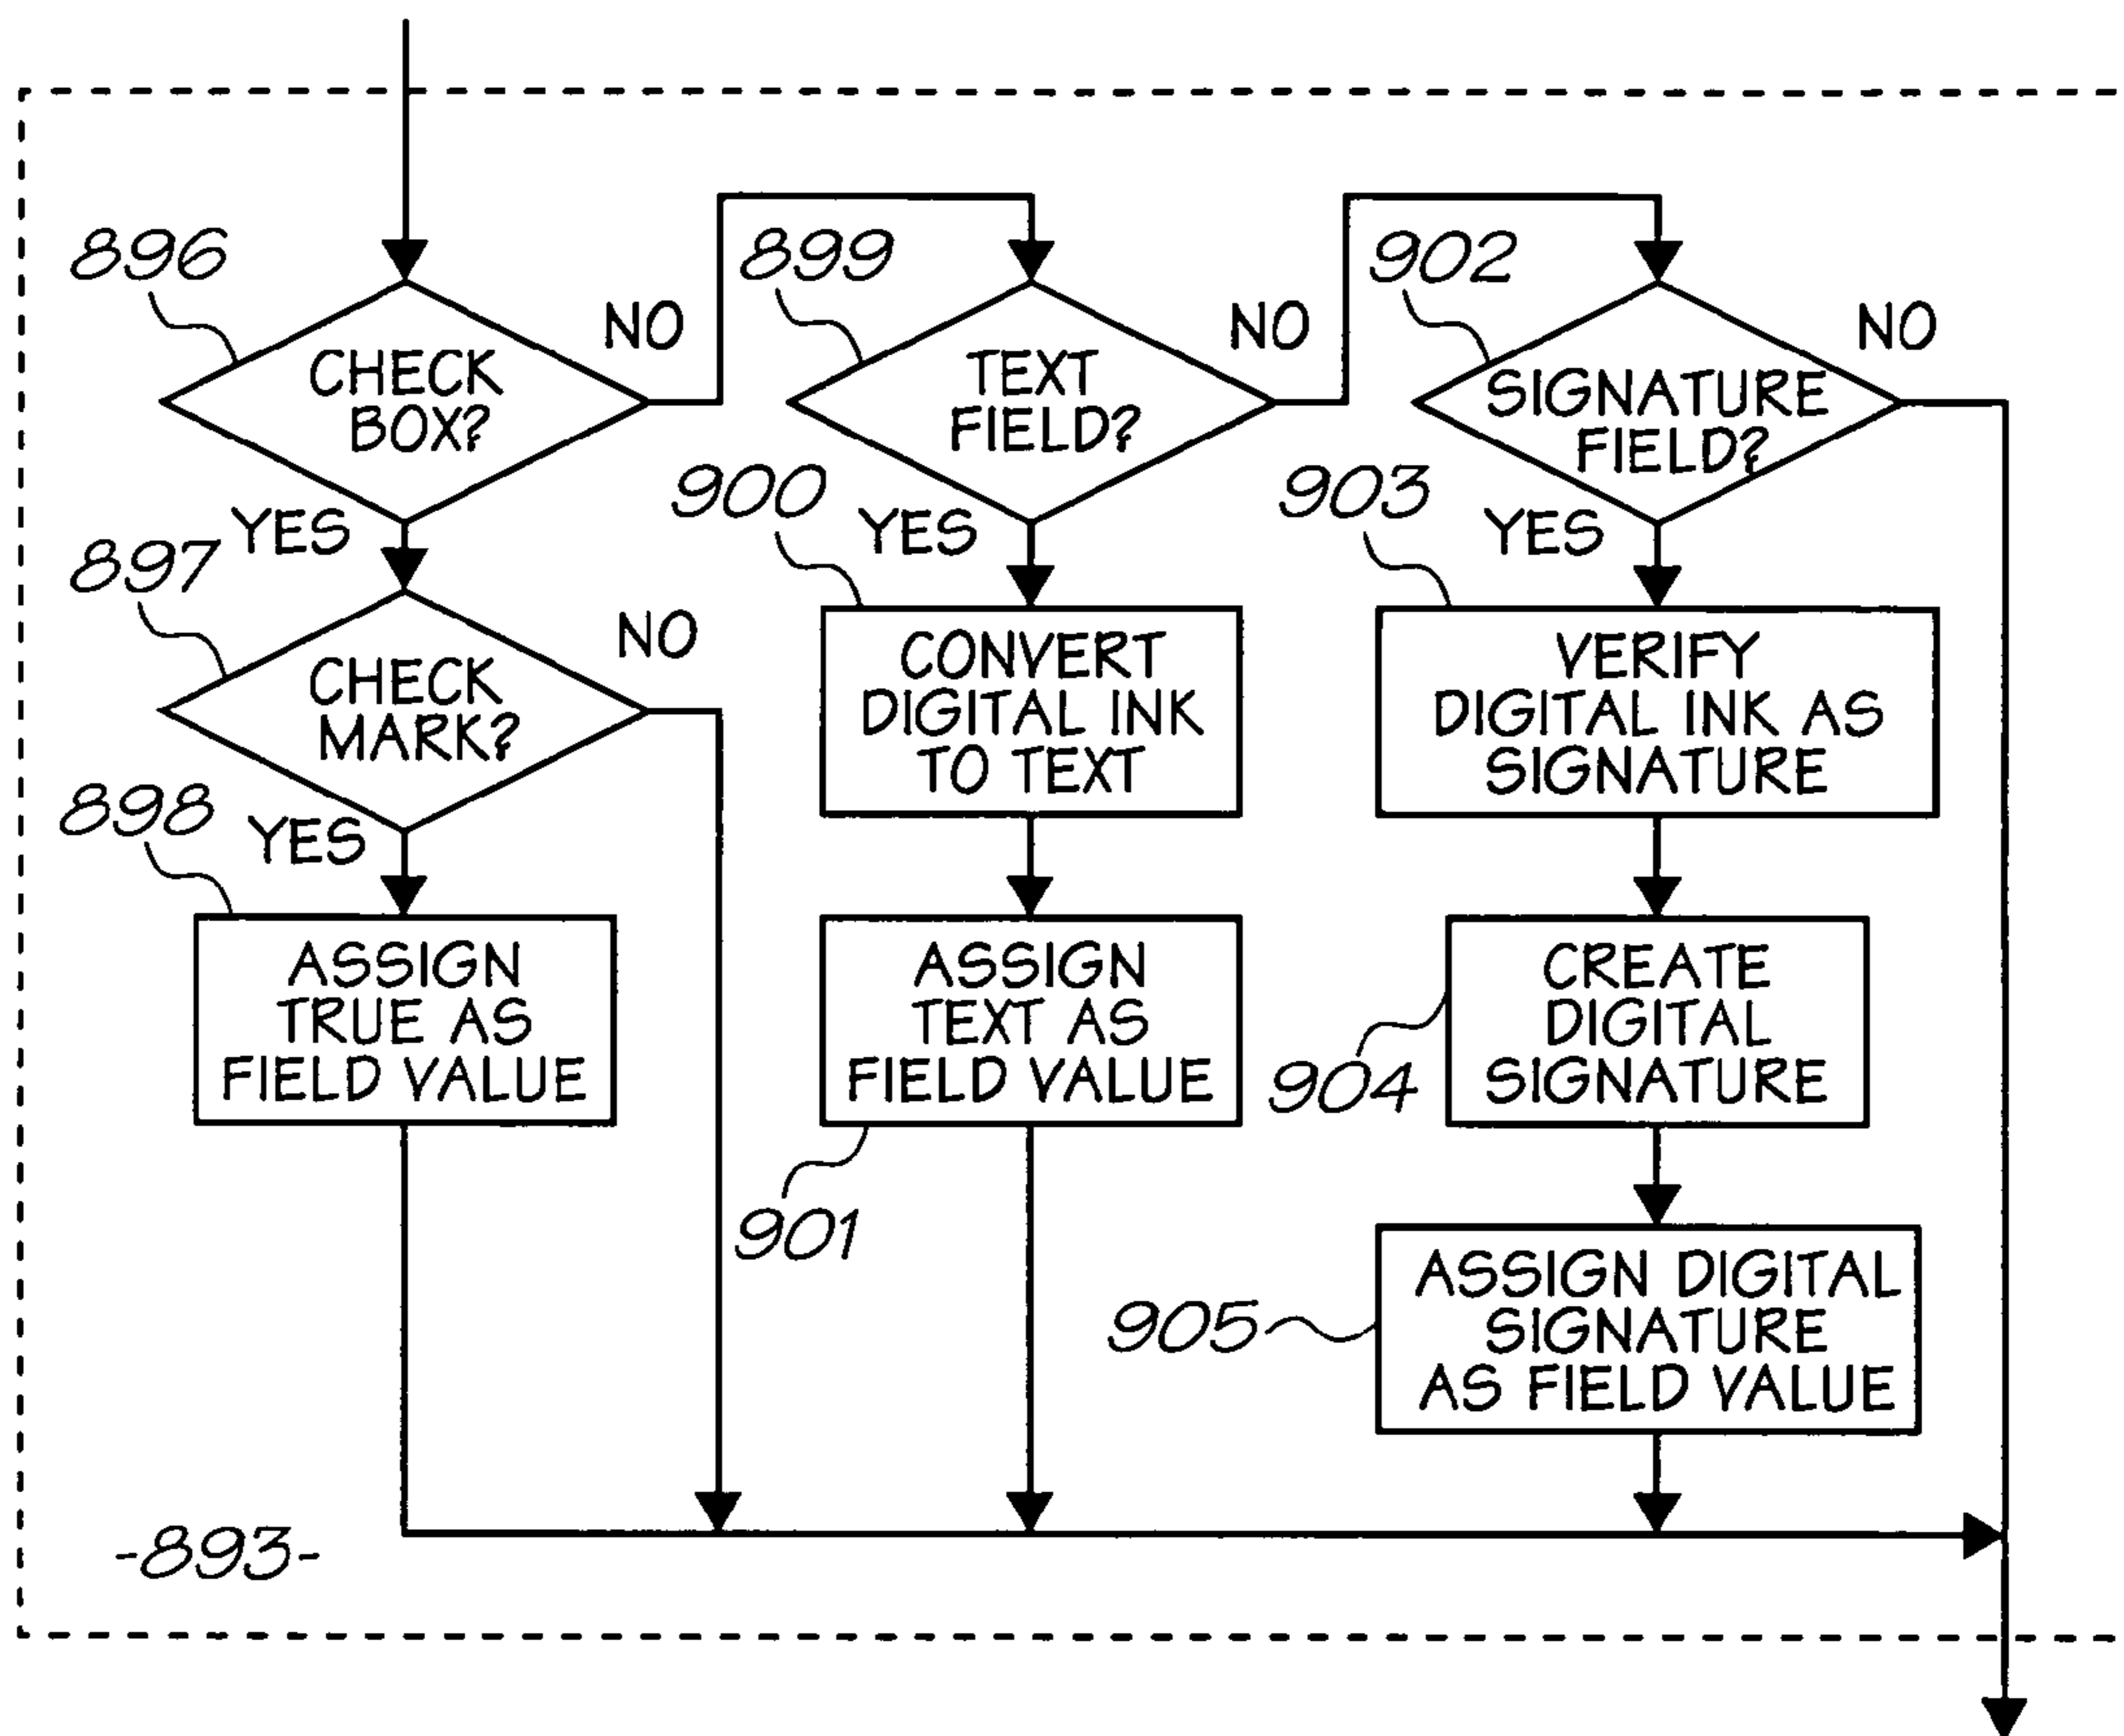 896
CHECK
BOX?
NO
YES
897
CHECK
MARK?
NO
YES
898
ASSIGN
TRUE AS
FIELD VALUE
899
TEXT
FIELD?
NO
YES
900
CONVERT
DIGITAL INK
TO TEXT
ASSIGN
TEXT AS
FIELD VALUE
901
902
SIGNATURE
FIELD?
NO
YES
903
VERIFY
DIGITAL INK AS
SIGNATURE
CREATE
DIGITAL
SIGNATURE
904
ASSIGN DIGITAL
SIGNATURE
AS FIELD VALUE
905
-893-